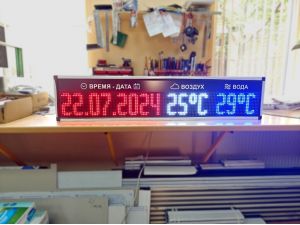 ВРЕМЯ - ДАТА ВОЗДУХ ВОДА
22.07.2024 25°C 29°C